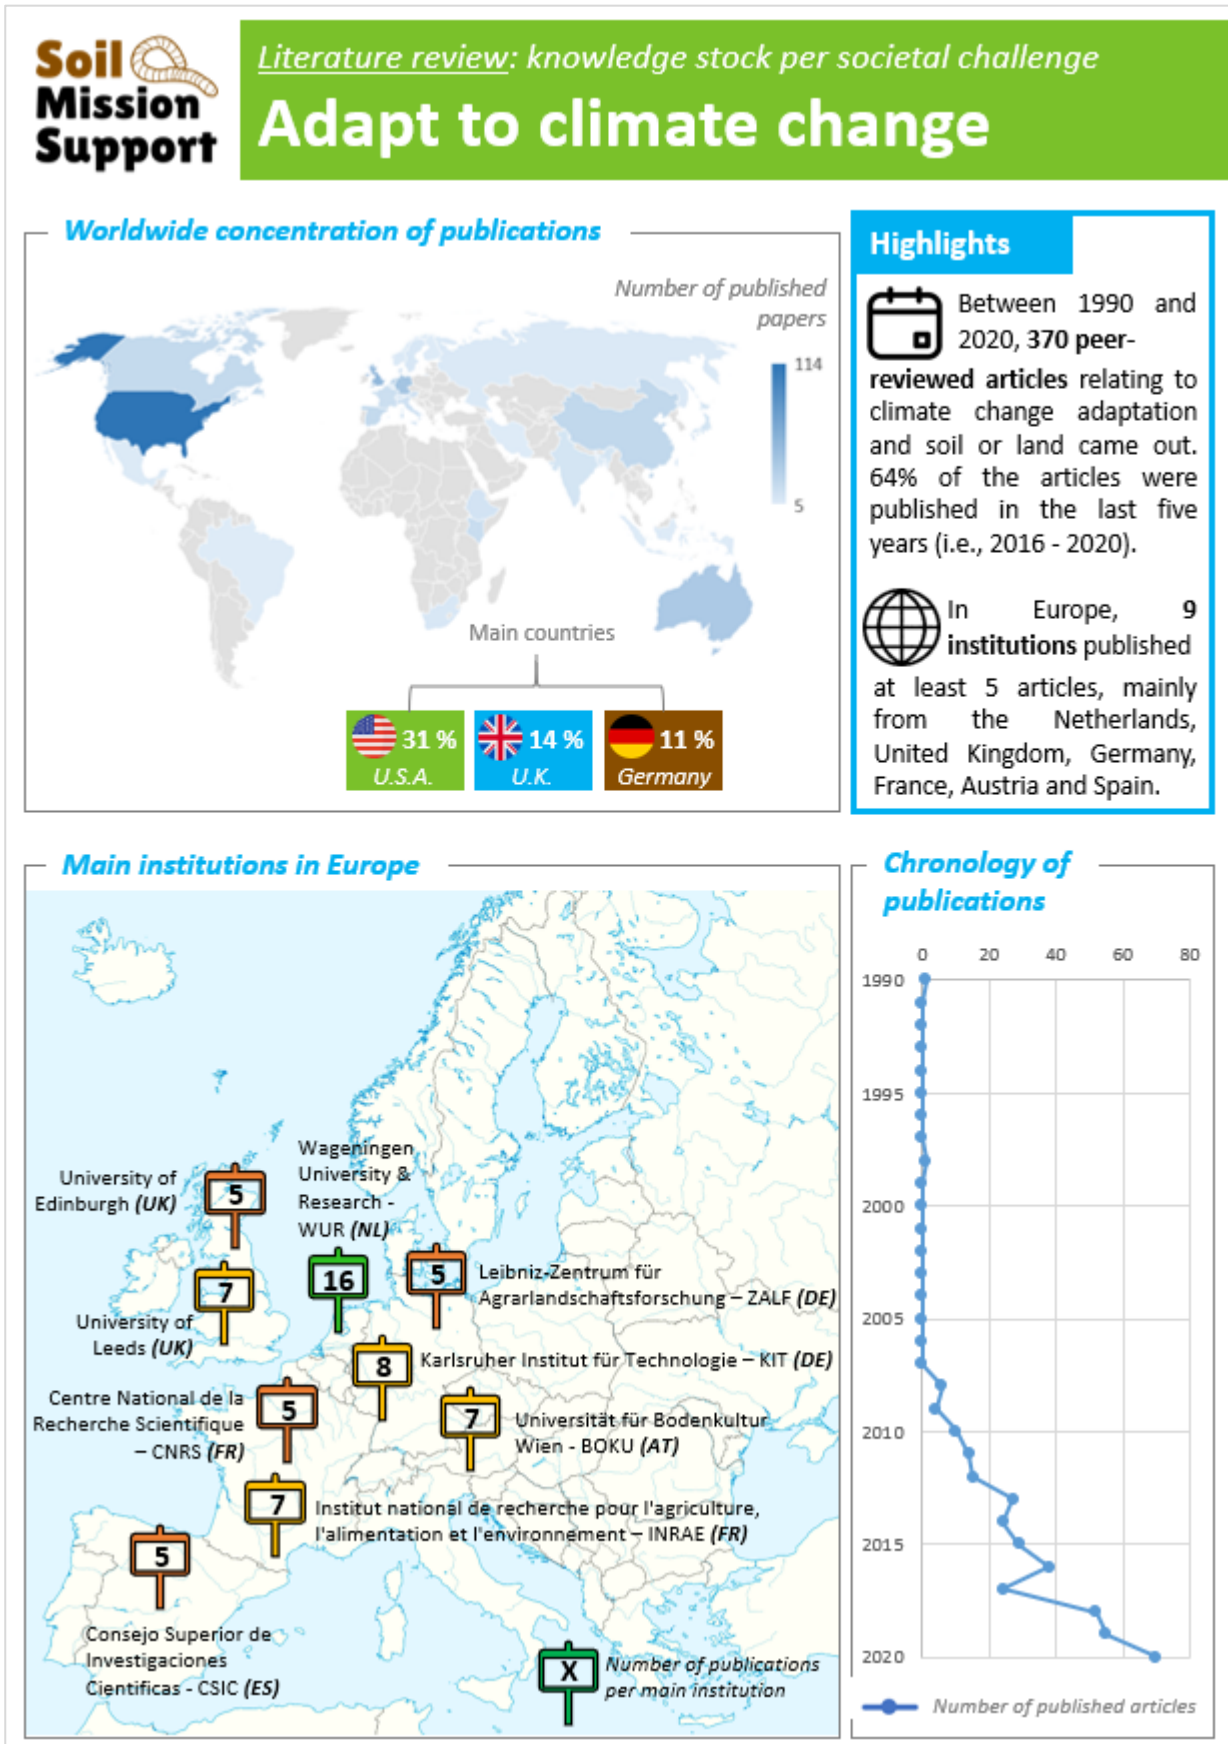 Soil
Mission
Support
Literature review: knowledge stock per societal challenge
Adapt to climate change
Worldwide concentration of publications
Number of published
papers
114
5
Main countries
31 %
U.S.A.
14 %
U.K.
11 %
Germany
Highlights
Between 1990 and
2020, 370 peer-
reviewed articles relating to
climate change adaptation
and soil or land came out.
64% of the articles were
published in the last five
years (i.e., 2016 - 2020).
In Europe, 9
institutions published
at least 5 articles, mainly
from the Netherlands,
United Kingdom, Germany,
France, Austria and Spain.
Main institutions in Europe
University of
Edinburgh (UK)
5
Wageningen
University &
Research -
WUR (NL)
16
University of
Leeds (UK)
7
5
Leibniz-Zentrum für
Agrarlandschaftsforschung – ZALF (DE)
8
Karlsruher Institut für Technologie – KIT (DE)
Centre National de la
Recherche Scientifique
– CNRS (FR)
5
7
Universität für Bodenkultur
Wien - BOKU (AT)
7
Institut national de recherche pour l'agriculture,
l'alimentation et l'environnement – INRAE (FR)
5
Consejo Superior de
Investigaciones
Cientificas - CSIC (ES)
X
Number of publications
per main institution
Chronology of
publications
0 20 40 60 80
1990
1995
2000
2005
2010
2015
2020
Number of published articles